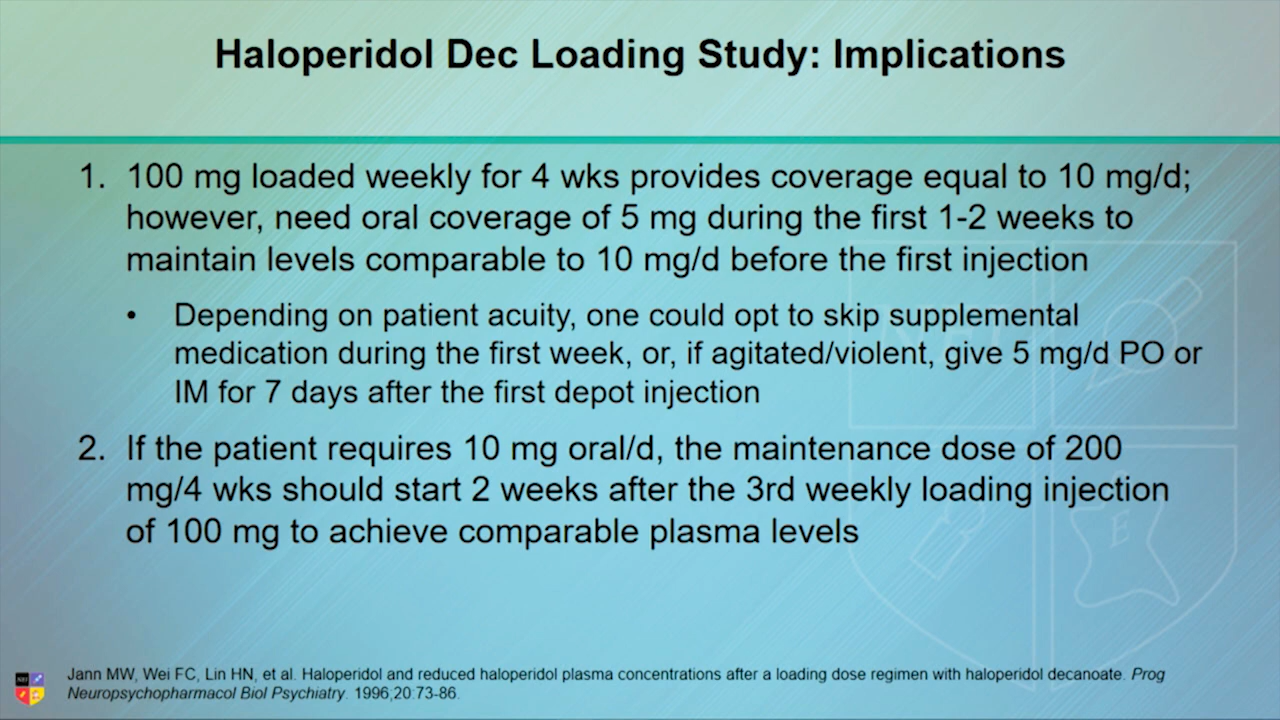 Haloperidol Dec Loading Study: Implications
1. 100 mg loaded weekly for 4 wks provides coverage equal to 10 mg/d;
however, need oral coverage of 5 mg during the first 1-2 weeks to
maintain levels comparable to 10 mg/d before the first injection
• Depending on patient acuity, one could opt to skip supplemental
medication during the first week, or, if agitated/violent, give 5 mg/d PO or
IM for 7 days after the first depot injection
2. If the patient requires 10 mg oral/d, the maintenance dose of 200
mg/4 wks should start 2 weeks after the 3rd weekly loading injection
of 100 mg to achieve comparable plasma levels
Jann MW, Wei FC, Lin HN, et al. Haloperidol and reduced haloperidol plasma concentrations after a loading dose regimen with haloperidol decanoate. Prog
Neuropsychopharmacol Biol Psychiatry. 1996,20:73-86.